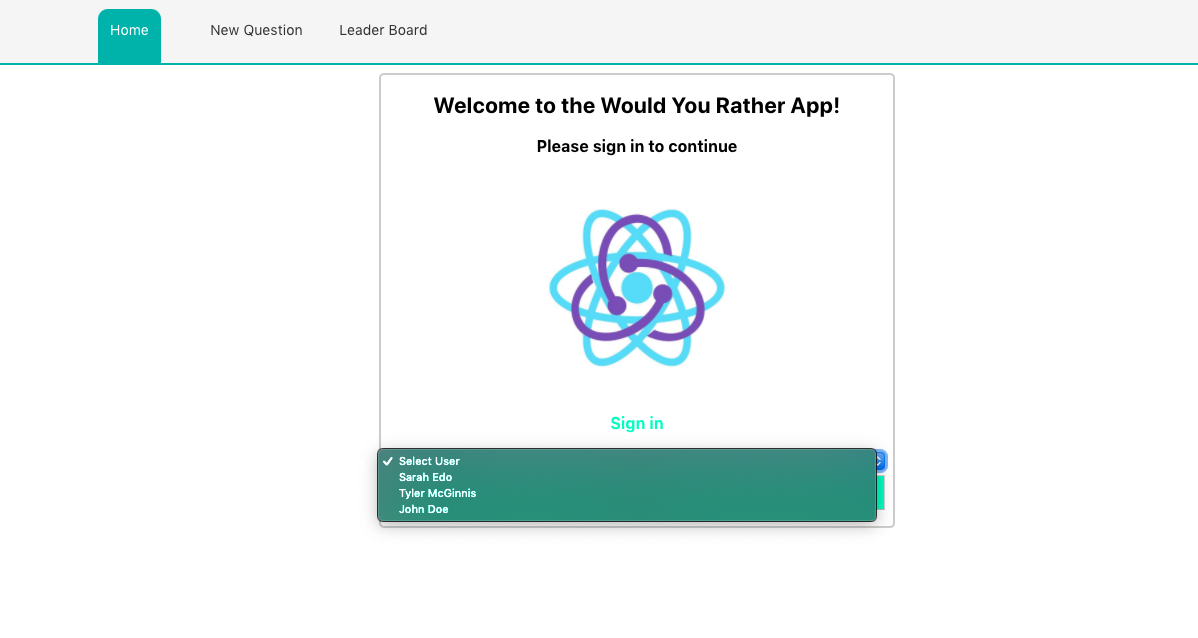 Home New Question Leader Board
Welcome to the Would You Rather App!
Please sign in to continue
Sign in
Select User
Sarah Edo
Tyler McGinnis
John Doe